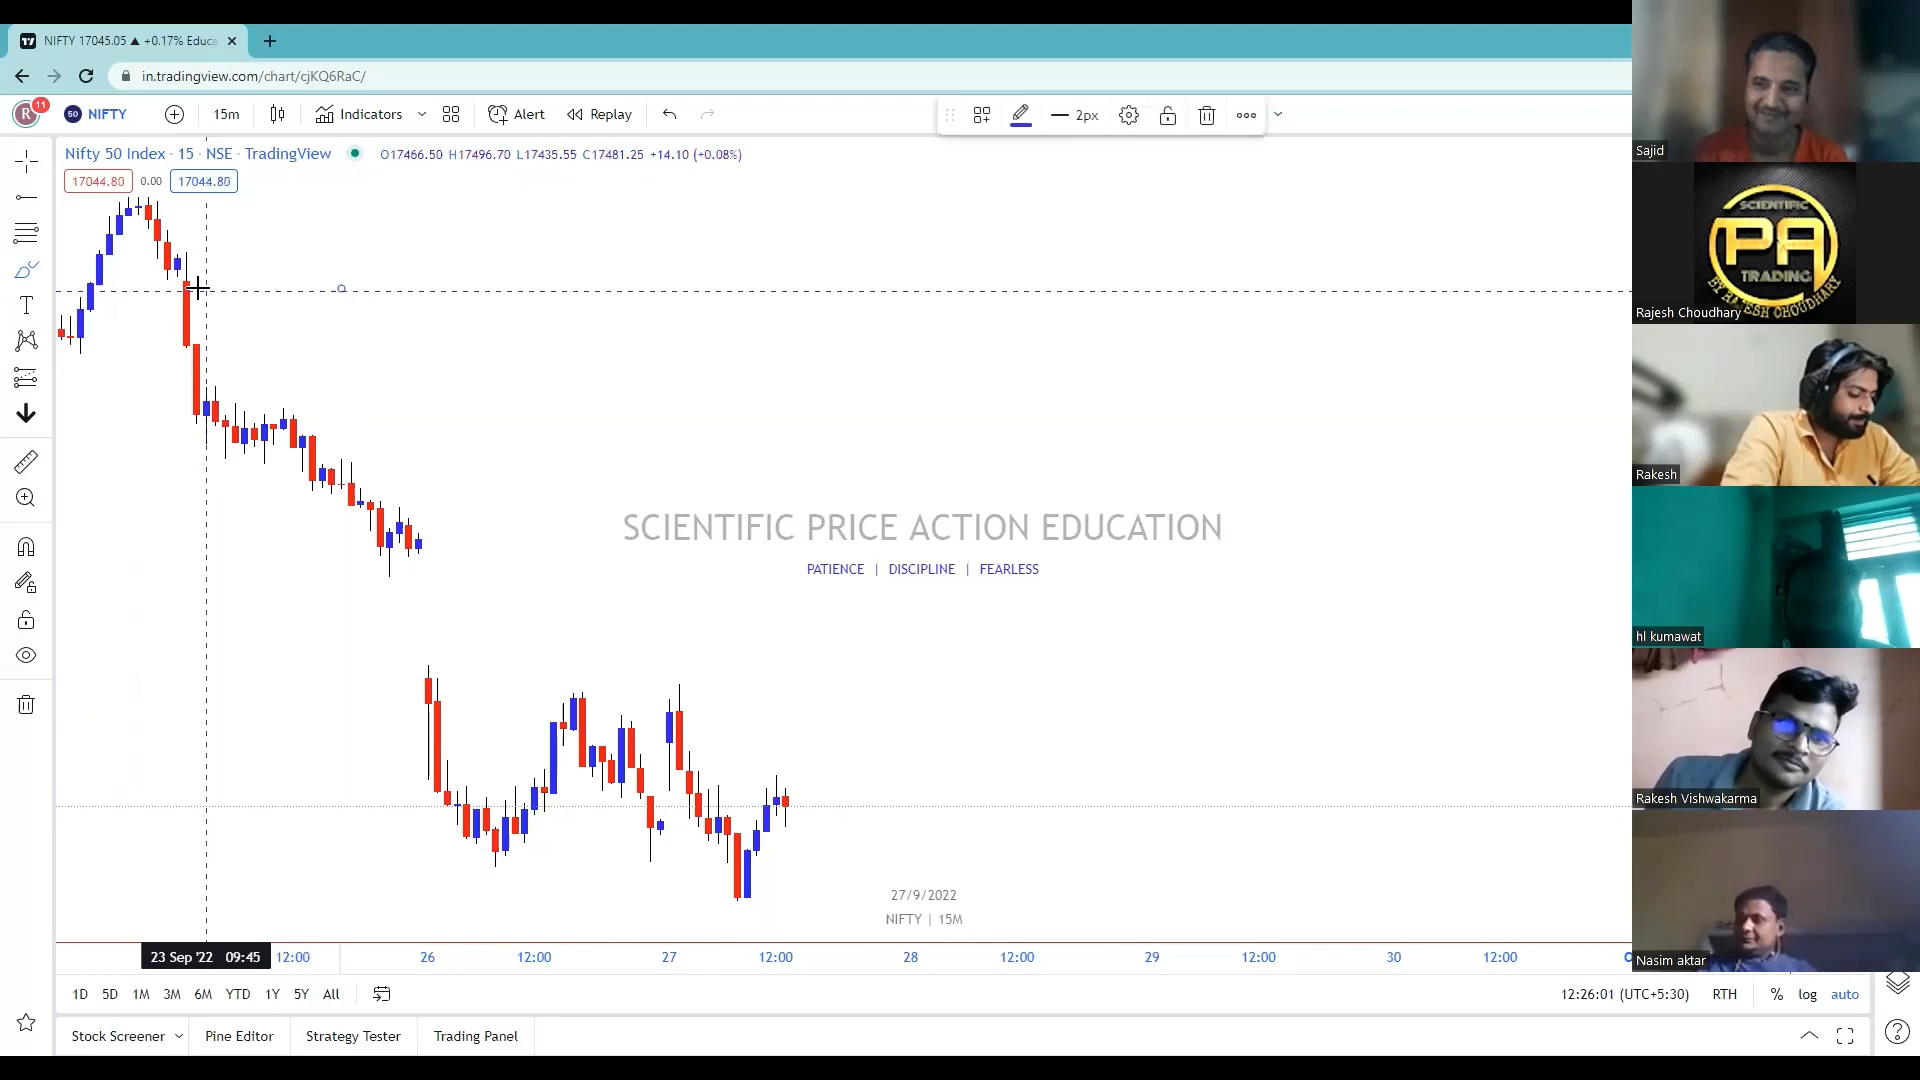 NIFTY 17045.05 ▲ +0.17% Educa
in.tradingview.com/chart/cjKQ6RaC/
R 11 50 NIFTY 15m Indicators Alert Replay 2px
Nifty 50 Index · 15 · NSE · TradingView O17466.50 H17496.70 L17435.55 C17481.25 +14.10 (+0.08%)
17044.80 0.00 17044.80
Sajid
SCIENTIFIC
PA
TRADING
BY RAJESH CHOUDHARY
Rajesh Choudhary
Rakesh
SCIENTIFIC PRICE ACTION EDUCATION
PATIENCE | DISCIPLINE | FEARLESS
hl kumawat
Rakesh Vishwakarma
27/9/2022
NIFTY | 15M
Nasim aktar
23 Sep '22 09:45 12:00 26 12:00 27 12:00 28 12:00 29 12:00 30 12:00
1D 5D 1M 3M 6M YTD 1Y 5Y All 12:26:01 (UTC+5:30) RTH % log auto
Stock Screener Pine Editor Strategy Tester Trading Panel